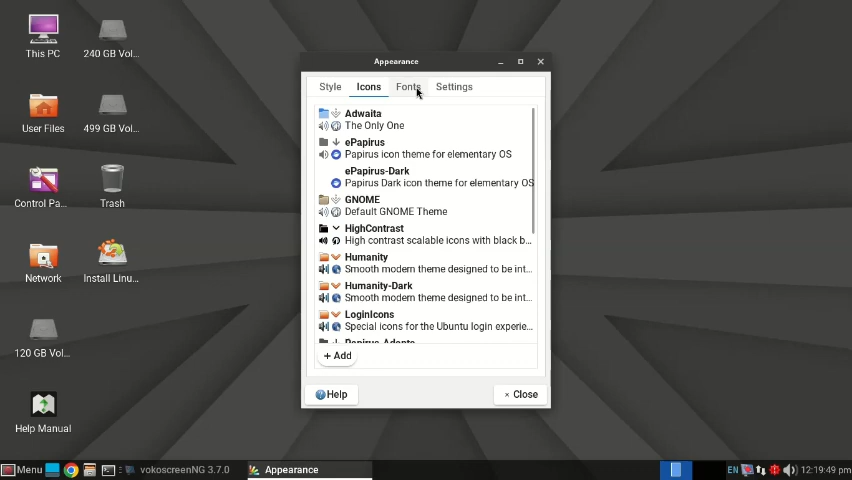 This PC
240 GB Vol...
User Files
499 GB Vol...
Control Pa...
Trash
Network
Install Linu...
120 GB Vol...
Help Manual
Appearance
Style Icons Fonts Settings
Adwaita
The Only One
ePapirus
Papirus icon theme for elementary OS
ePapirus-Dark
Papirus Dark icon theme for elementary OS
GNOME
Default GNOME Theme
HighContrast
High contrast scalable icons with black b...
Humanity
Smooth modern theme designed to be int...
Humanity-Dark
Smooth modern theme designed to be int...
LoginIcons
Special icons for the Ubuntu login experie...
+ Add
Help
× Close
Menu vokoscreenNG 3.7.0 Appearance EN 12:19:49 pm